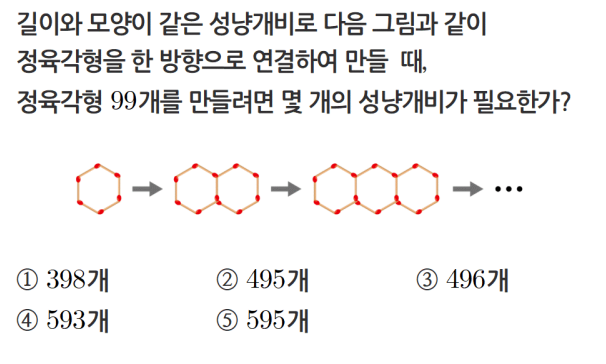 길이와 모양이 같은 성냥개비로 다음 그림과 같이
정육각형을 한 방향으로 연결하여 만들 때,
정육각형 99개를 만들려면 몇 개의 성냥개비가 필요한가?
① 398개 ② 495개 ③ 496개
④ 593개 ⑤ 595개